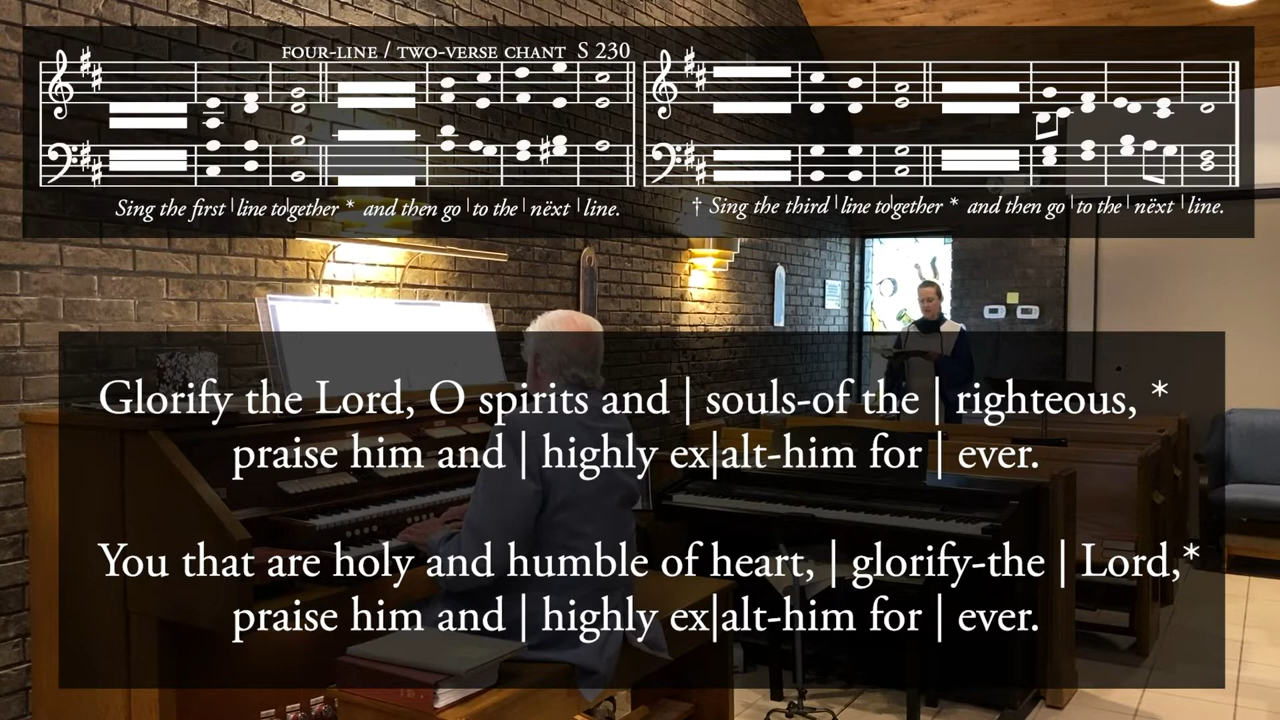 FOUR-LINE / TWO-VERSE CHANT S 230
Sing the first | line to|gether * and then go | to the | nëxt | line.
† Sing the third | line to|gether * and then go | to the | nëxt | line.
Glorify the Lord, O spirits and | souls-of the | righteous, *
praise him and | highly ex|alt-him for | ever.
You that are holy and humble of heart, | glorify-the | Lord,*
praise him and | highly ex|alt-him for | ever.